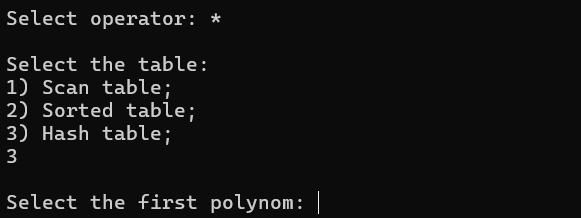 Select operator: *
Select the table:
1) Scan table;
2) Sorted table;
3) Hash table;
3
Select the first polynom: